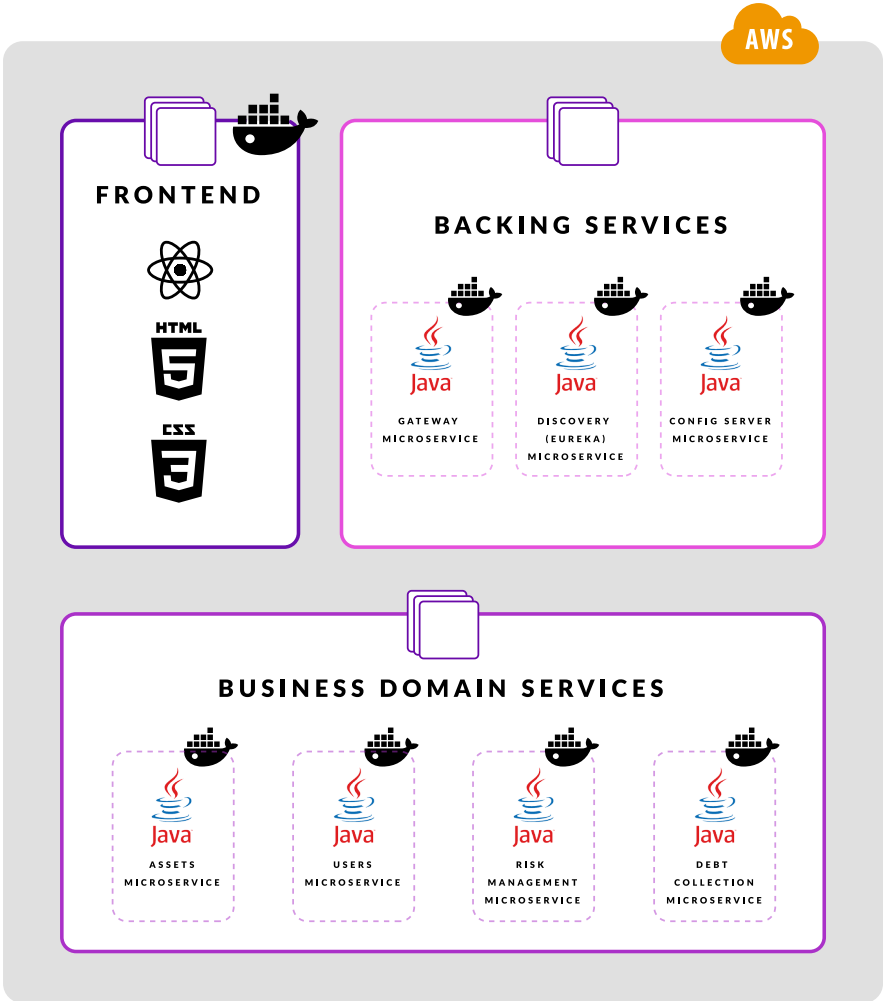 AWS
FRONTEND
HTML
5
CSS
3
BACKING SERVICES
Java
GATEWAY
MICROSERVICE
Java
DISCOVERY
(EUREKA)
MICROSERVICE
Java
CONFIG SERVER
MICROSERVICE
BUSINESS DOMAIN SERVICES
Java
ASSETS
MICROSERVICE
Java
USERS
MICROSERVICE
Java
RISK
MANAGEMENT
MICROSERVICE
Java
DEBT
COLLECTION
MICROSERVICE